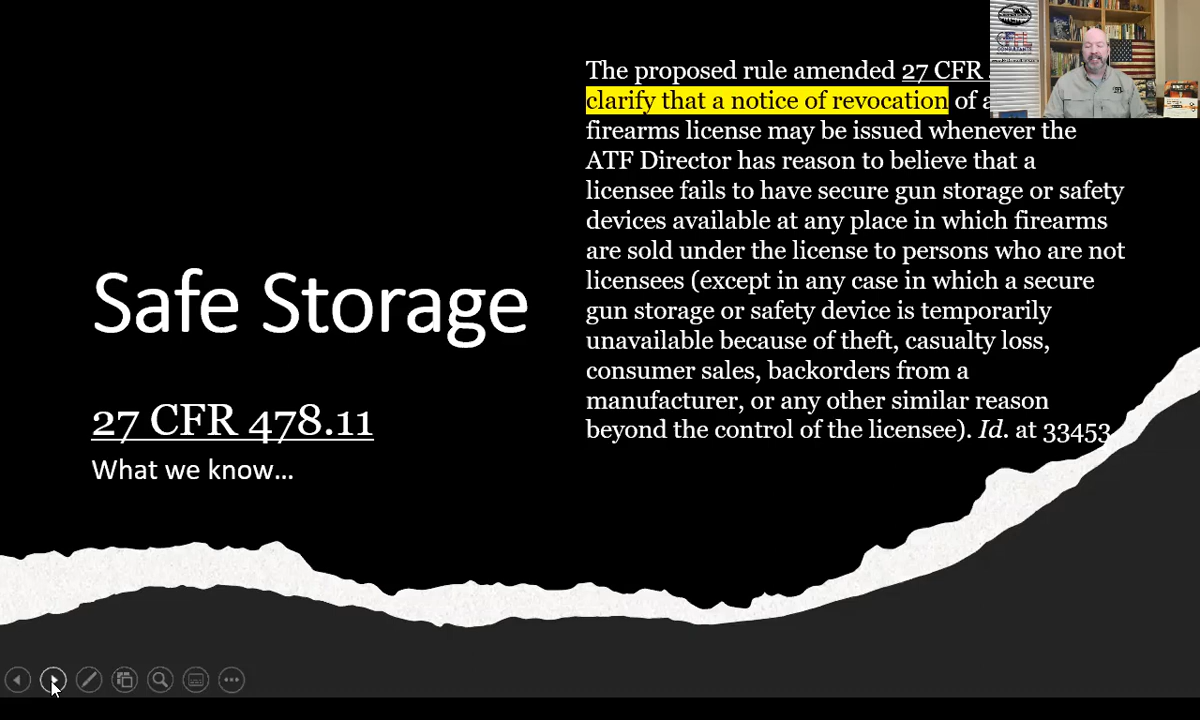 Safe Storage
27 CFR 478.11
What we know...
The proposed rule amended 27 CFR
clarify that a notice of revocation of a
firearms license may be issued whenever the
ATF Director has reason to believe that a
licensee fails to have secure gun storage or safety
devices available at any place in which firearms
are sold under the license to persons who are not
licensees (except in any case in which a secure
gun storage or safety device is temporarily
unavailable because of theft, casualty loss,
consumer sales, backorders from a
manufacturer, or any other similar reason
beyond the control of the licensee). Id. at 33453